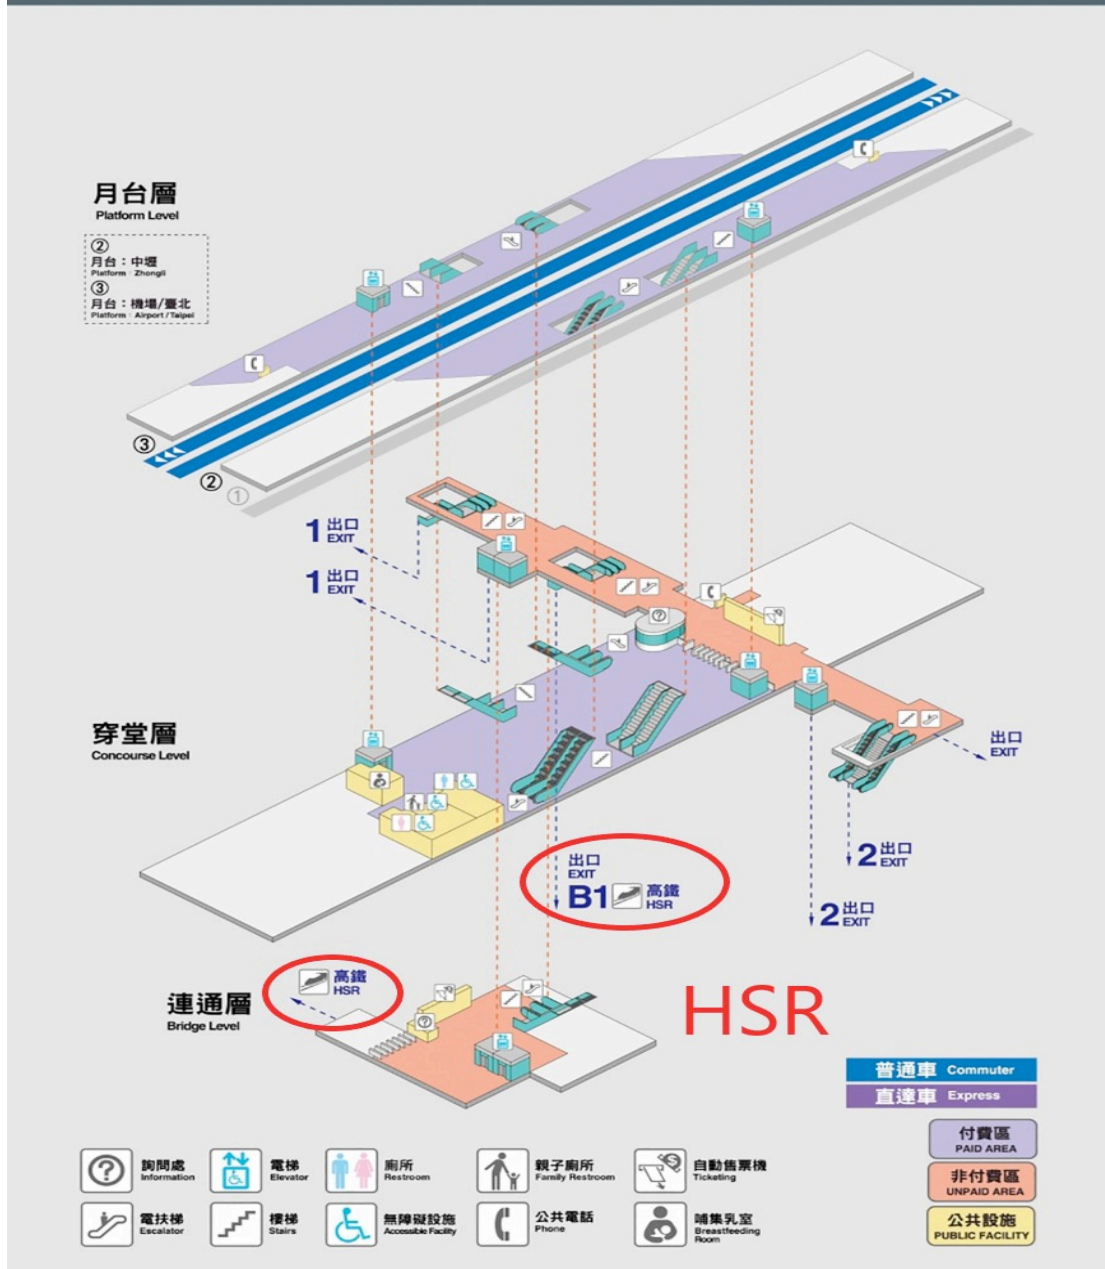 月台層
Platform Level
②
月台：中壢
Platform : Zhongli
③
月台：機場/臺北
Platform : Airport / Taipei
③
②
①
1 出口
EXIT
1 出口
EXIT
穿堂層
Concourse Level
出口
EXIT
2 出口
EXIT
2 出口
EXIT
出口
EXIT
B1 高鐵
HSR
高鐵
HSR
連通層
Bridge Level
HSR
普通車 Commuter
直達車 Express
付費區
PAID AREA
非付費區
UNPAID AREA
公共設施
PUBLIC FACILITY
詢問處
Information
電梯
Elevator
廁所
Restroom
親子廁所
Family Restroom
自動售票機
Ticketing
電扶梯
Escalator
樓梯
Stairs
無障礙設施
Accessible Facility
公共電話
Phone
哺集乳室
Breastfeeding
Room